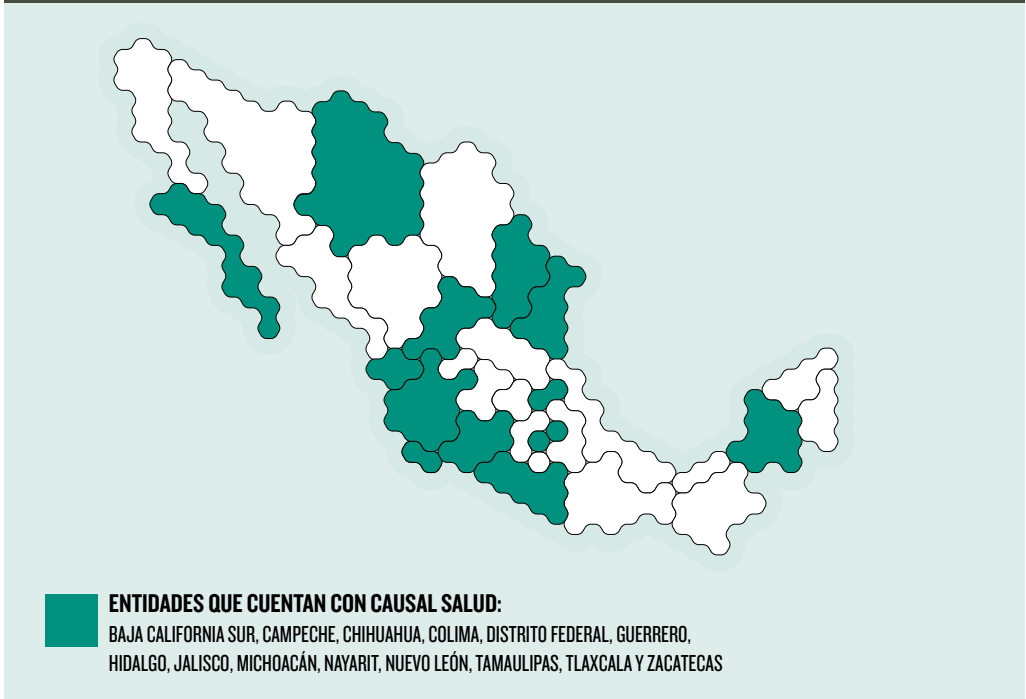 ENTIDADES QUE CUENTAN CON CAUSAL SALUD:
BAJA CALIFORNIA SUR, CAMPECHE, CHIHUAHUA, COLIMA, DISTRITO FEDERAL, GUERRERO,
HIDALGO, JALISCO, MICHOACÁN, NAYARIT, NUEVO LEÓN, TAMAULIPAS, TLAXCALA Y ZACATECAS